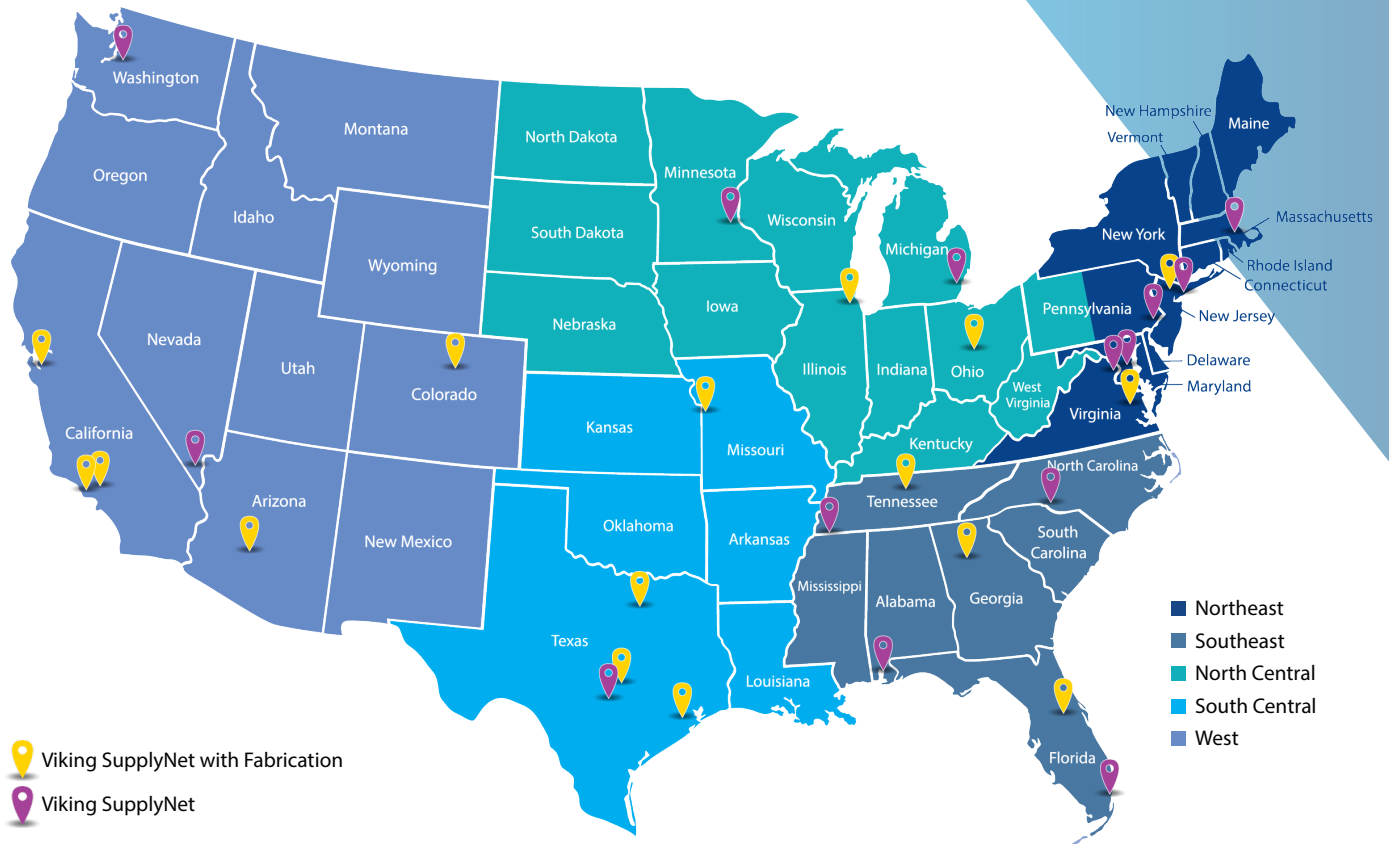 Washington
Montana
North Dakota
Minnesota
New Hampshire
Vermont
Maine
Oregon
Idaho
South Dakota
Wisconsin
Michigan
New York
Massachusetts
Wyoming
Rhode Island
Connecticut
Nebraska
Iowa
Pennsylvania
New Jersey
Nevada
Utah
Colorado
Illinois
Indiana
Ohio
West
Virginia
Delaware
Maryland
Virginia
California
Kansas
Missouri
Kentucky
North Carolina
Arizona
New Mexico
Oklahoma
Arkansas
Tennessee
South
Carolina
Mississippi
Alabama
Georgia
Texas
Louisiana
Florida
Northeast
Southeast
North Central
South Central
West
Viking SupplyNet with Fabrication
Viking SupplyNet